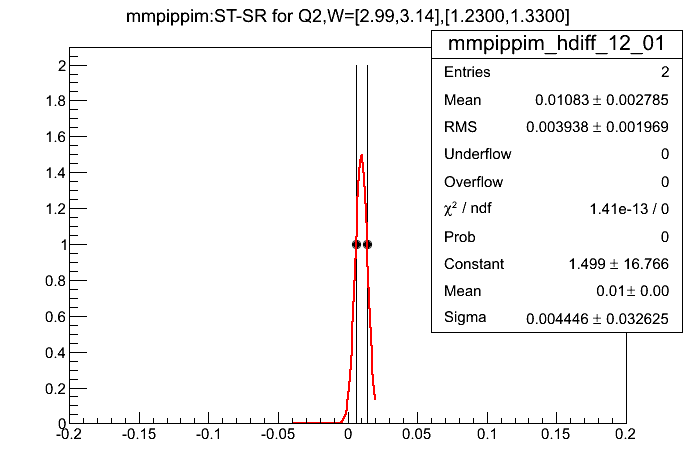 mmpippim:ST-SR for Q2,W=[2.99,3.14],[1.2300,1.3300]
mmpippim_hdiff_12_01
Entries 2
Mean 0.01083 ± 0.002785
RMS 0.003938 ± 0.001969
Underflow 0
Overflow 0
χ² / ndf 1.41e-13 / 0
Prob 0
Constant 1.499 ± 16.766
Mean 0.01± 0.00
Sigma 0.004446 ± 0.032625
2
1.8
1.6
1.4
1.2
1
0.8
0.6
0.4
0.2
0
-0.2 -0.15 -0.1 -0.05 0 0.05 0.1 0.15 0.2